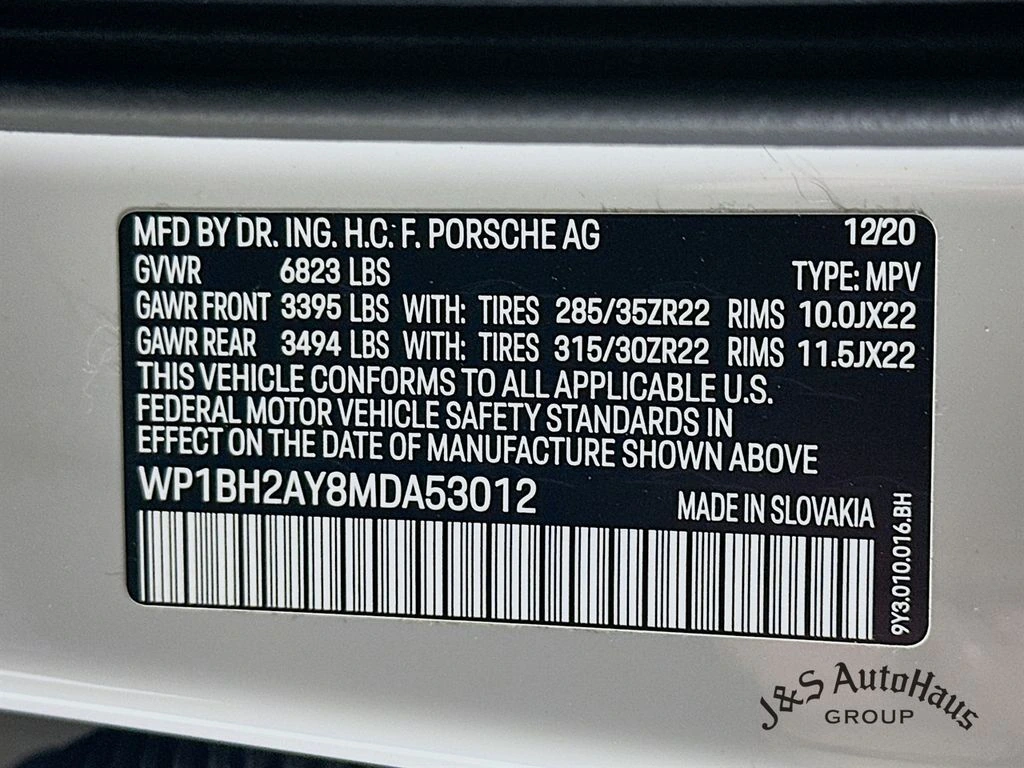 MFD BY DR. ING. H.C. F. PORSCHE AG 12/20
GVWR 6823 LBS TYPE: MPV
GAWR FRONT 3395 LBS WITH: TIRES 285/35ZR22 RIMS 10.0JX22
GAWR REAR 3494 LBS WITH: TIRES 315/30ZR22 RIMS 11.5JX22
THIS VEHICLE CONFORMS TO ALL APPLICABLE U.S.
FEDERAL MOTOR VEHICLE SAFETY STANDARDS IN
EFFECT ON THE DATE OF MANUFACTURE SHOWN ABOVE
WP1BH2AY8MDA53012 MADE IN SLOVAKIA
9Y3.010.016.BH
J&S AutoHaus
GROUP